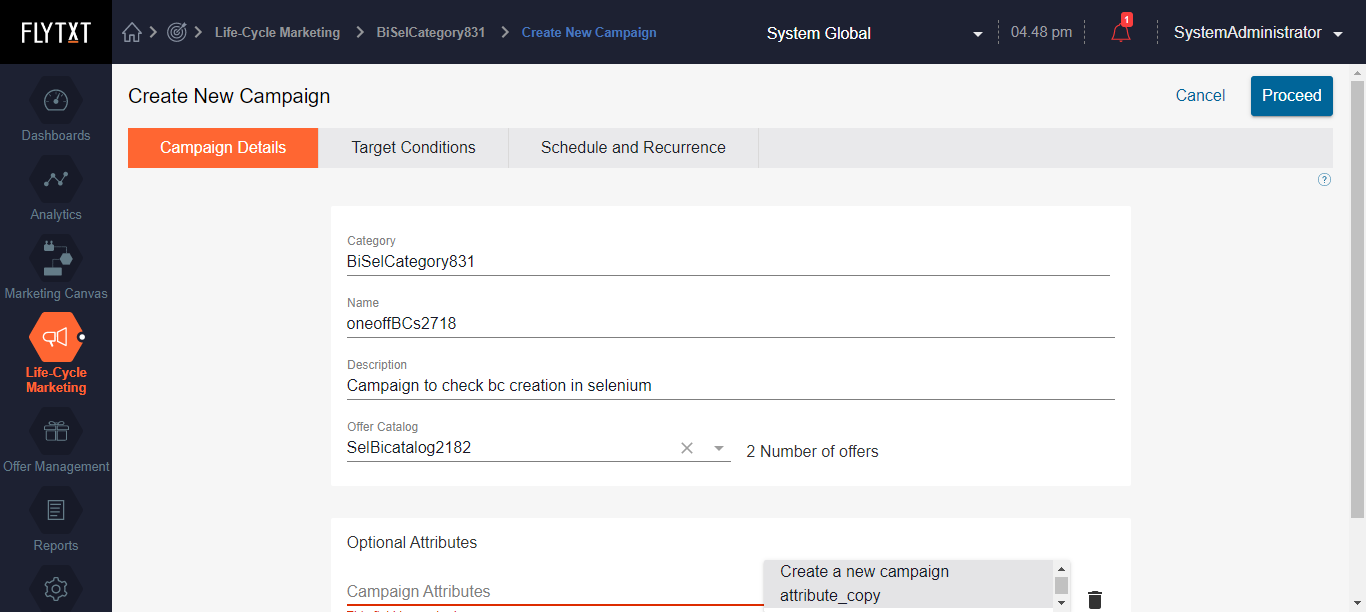 FLYTXT
Life-Cycle Marketing
BiSelCategory831
Create New Campaign
System Global
04.48 pm
1
SystemAdministrator
Dashboards
Analytics
Marketing Canvas
Life-Cycle
Marketing
Offer Management
Reports
Create New Campaign
Cancel
Proceed
Campaign Details
Target Conditions
Schedule and Recurrence
?
Category
BiSelCategory831
Name
oneoffBCs2718
Description
Campaign to check bc creation in selenium
Offer Catalog
SelBicatalog2182
2 Number of offers
Optional Attributes
Campaign Attributes
Create a new campaign
attribute_copy